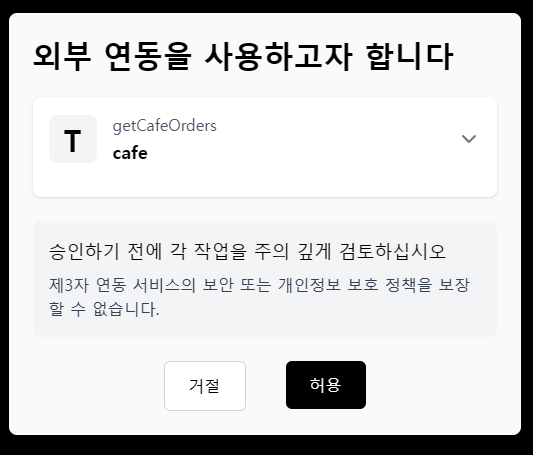 외부 연동을 사용하고자 합니다
T
getCafeOrders
cafe
승인하기 전에 각 작업을 주의 깊게 검토하십시오
제3자 연동 서비스의 보안 또는 개인정보 보호 정책을 보장
할 수 없습니다.
거절
허용